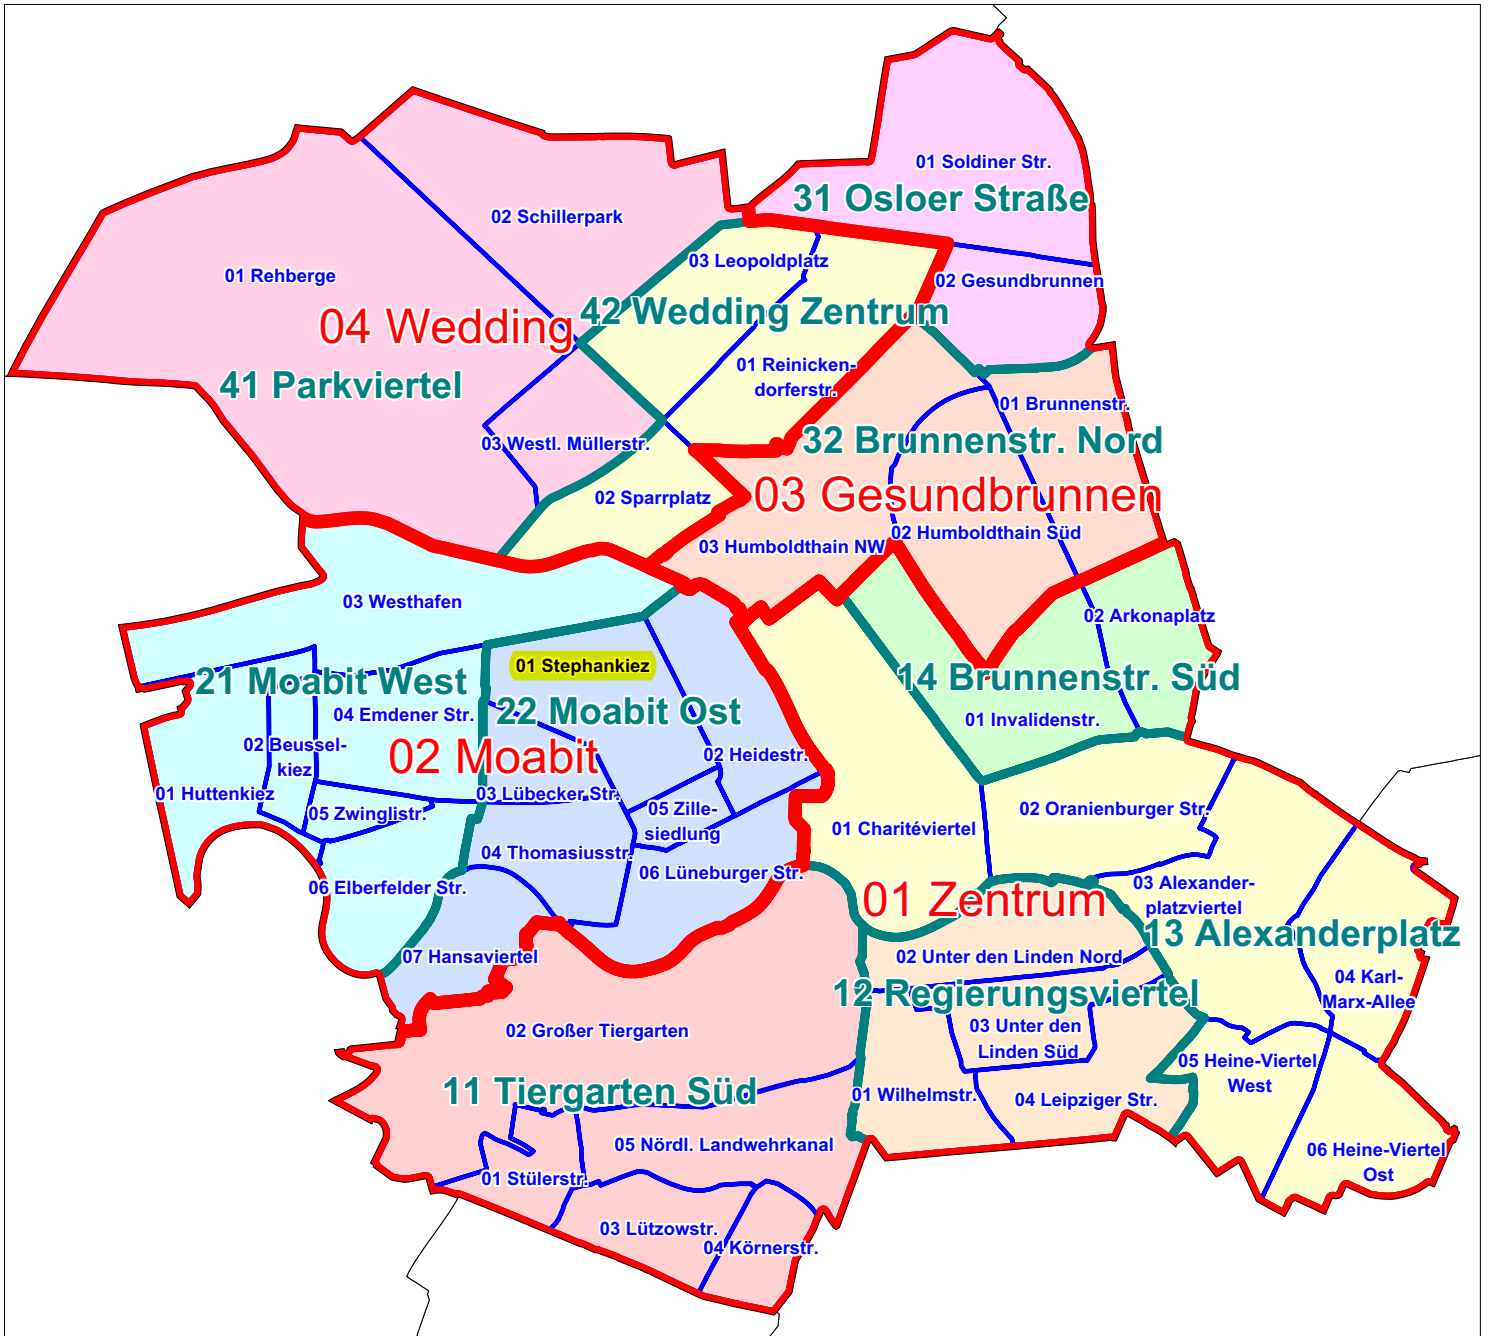 01 Soldiner Str.
31 Osloer Straße
02 Schillerpark
03 Leopoldplatz
01 Rehberge
02 Gesundbrunnen
04 Wedding
42 Wedding Zentrum
01 Reinicken-
dorferstr.
41 Parkviertel
01 Brunnenstr.
03 Westl. Müllerstr.
32 Brunnenstr. Nord
02 Sparrplatz
03 Gesundbrunnen
02 Humboldthain Süd
03 Humboldthain NW
03 Westhafen
02 Arkonaplatz
01 Stephankiez
21 Moabit West
14 Brunnenstr. Süd
04 Emdener Str.
22 Moabit Ost
01 Invalidenstr.
02 Beussel-
kiez
02 Moabit
02 Heidestr.
01 Huttenkiez
03 Lübecker Str.
05 Zwinglistr.
05 Zille-
siedlung
02 Oranienburger Str.
01 Charitéviertel
04 Thomasiusstr.
06 Lüneburger Str.
06 Elberfelder Str.
01 Zentrum
03 Alexander-
platzviertel
13 Alexanderplatz
07 Hansaviertel
02 Unter den Linden Nord
12 Regierungsviertel
04 Karl-
Marx-Allee
02 Großer Tiergarten
03 Unter den
Linden Süd
05 Heine-Viertel
West
11 Tiergarten Süd
01 Wilhelmstr.
04 Leipziger Str.
05 Nördl. Landwehrkanal
06 Heine-Viertel
Ost
01 Stülerstr.
03 Lützowstr.
04 Körnerstr.